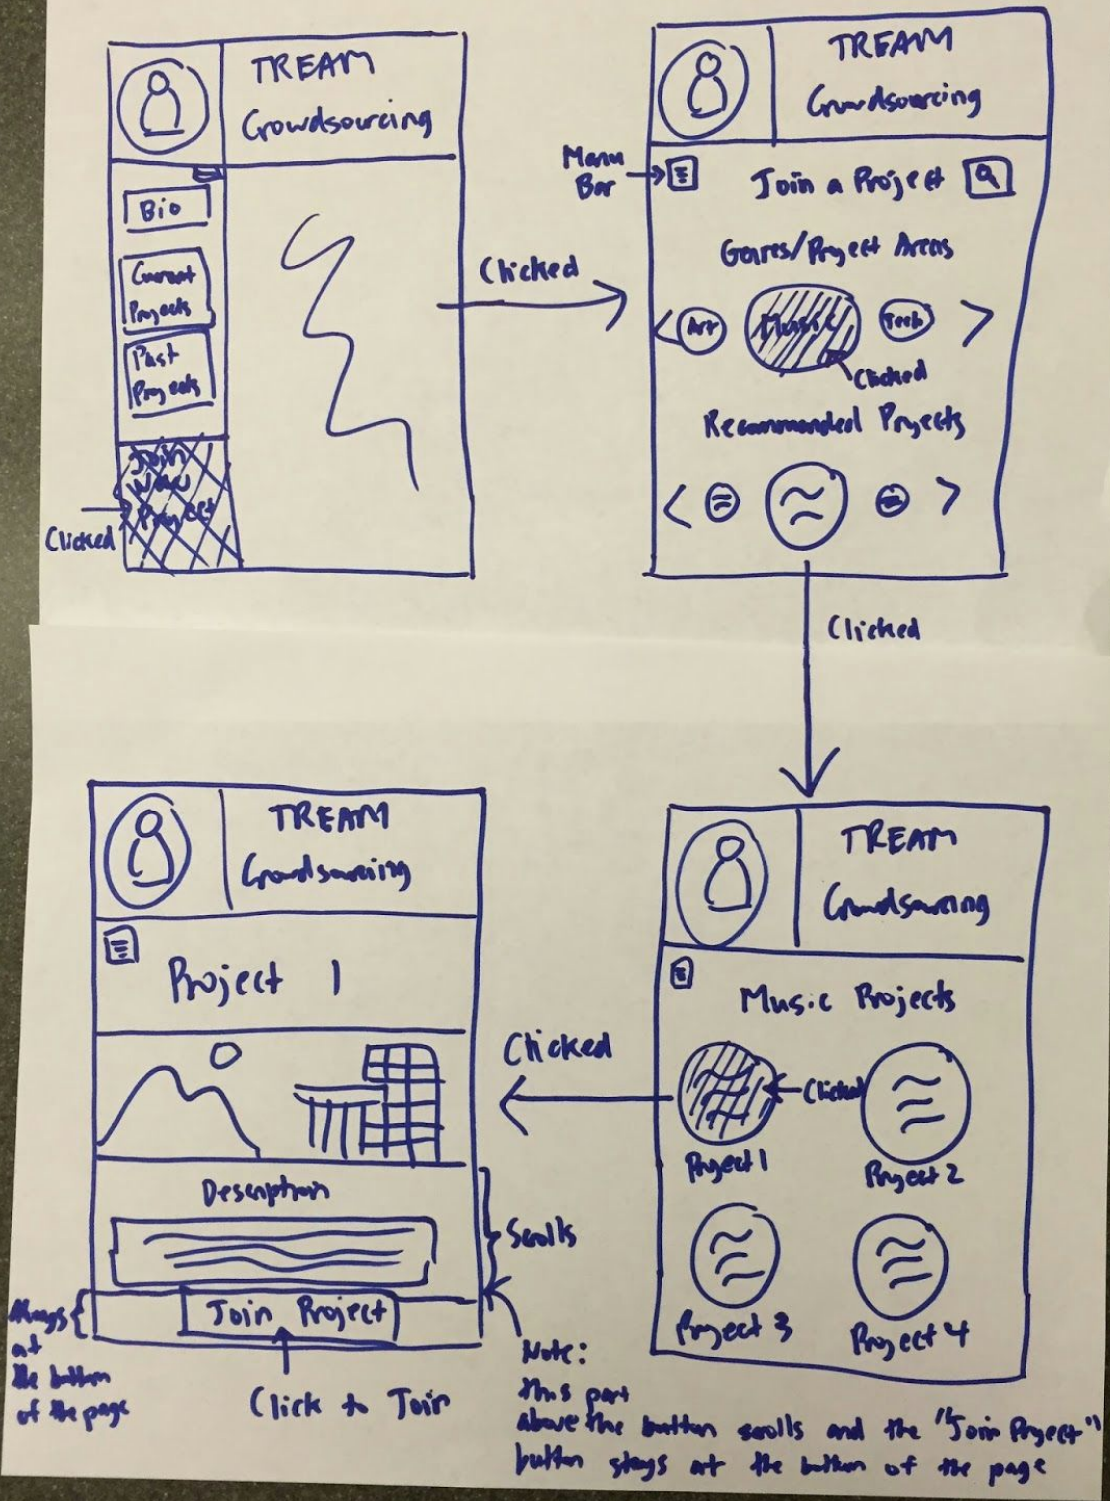 TREAM
Crowdsourcing
Bio
Current
Projects
Past
Projects
Join
New
Project
Clicked
Clicked
TREAM
Crowdsourcing
Menu
Bar
Join a Project
Genres/Project Areas
Art
Music
Tech
Clicked
Recommended Projects
Clicked
TREAM
Crowdsourcing
Music Projects
Clicked
Project 1
Project 2
Project 3
Project 4
Clicked
TREAM
Crowdsourcing
Project 1
Description
Scrolls
Join Project
Always
at
the bottom
of the page
Click to Join
Note:
this part
above the button scrolls and the "Join Project"
button stays at the bottom of the page